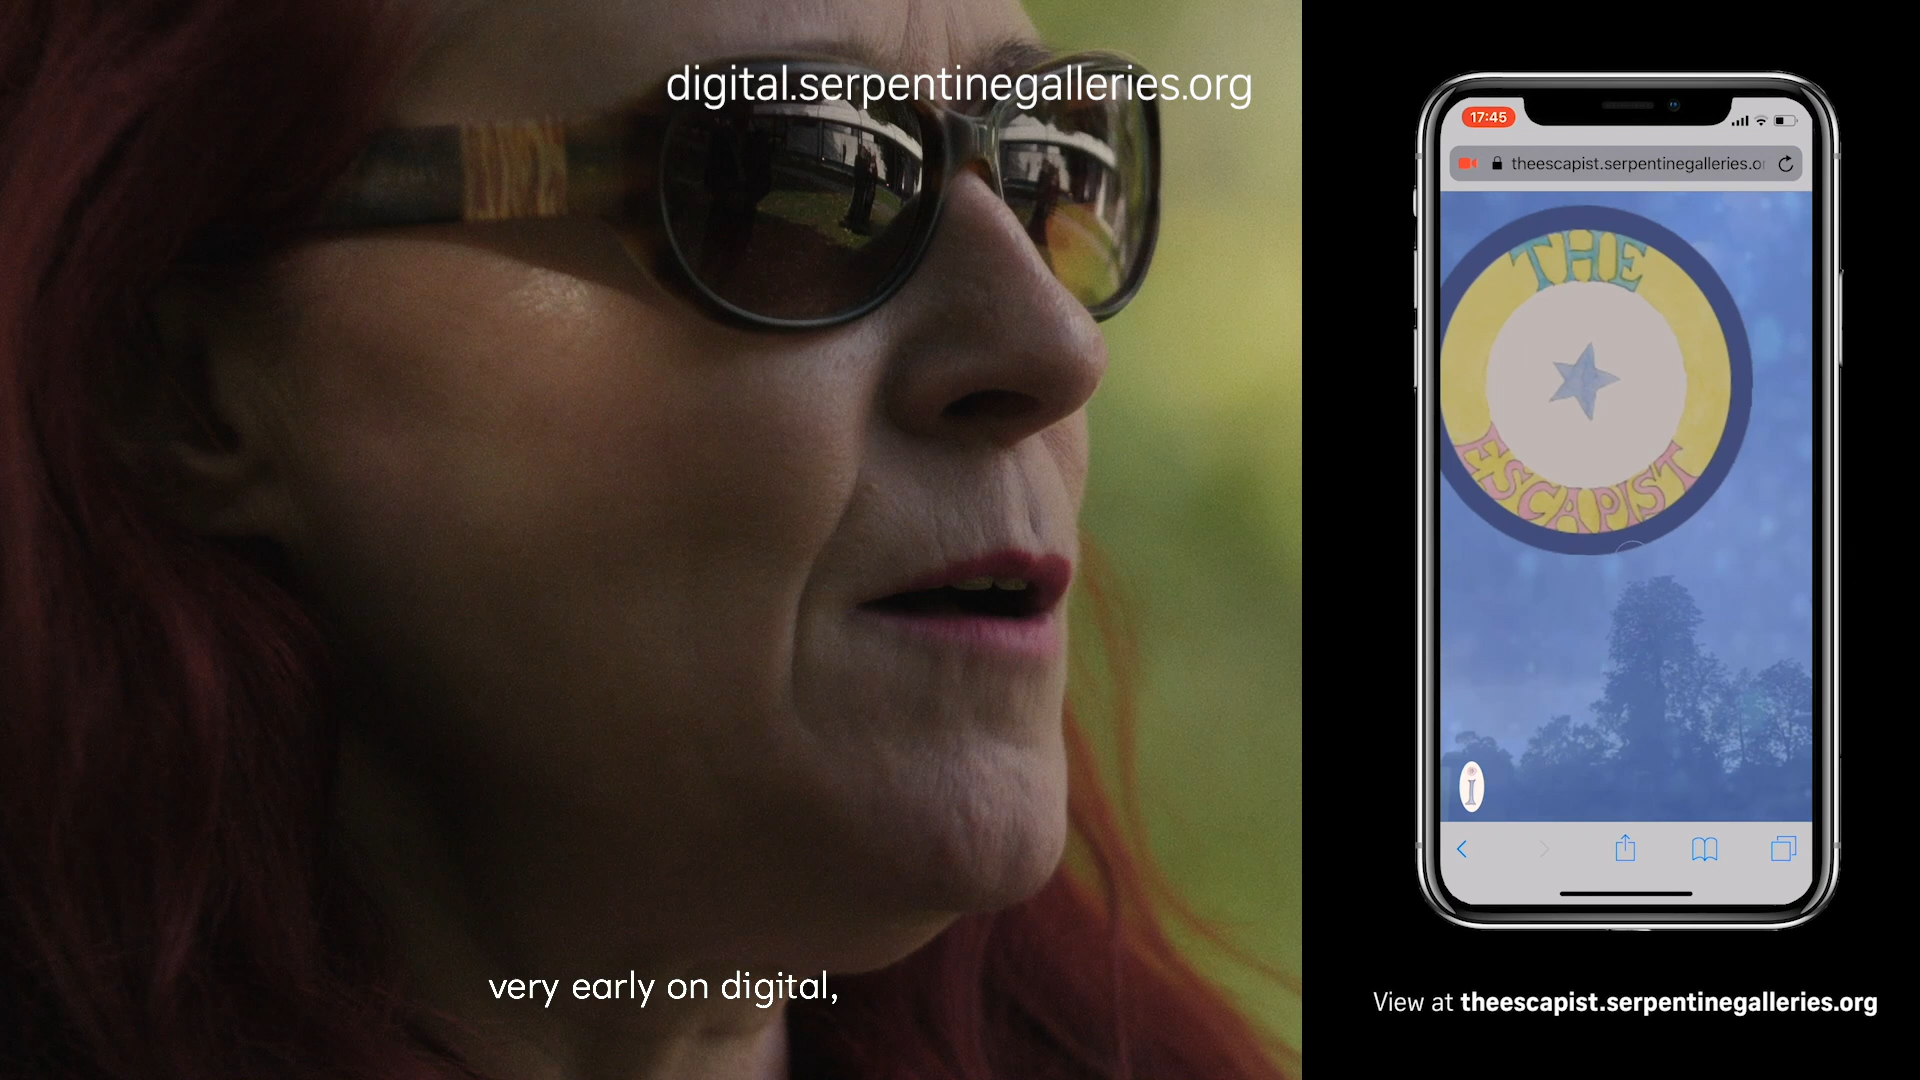 digital.serpentinegalleries.org
very early on digital,
17:45
theescapist.serpentinegalleries.o
THE
ESCAPIST
I
View at theescapist.serpentinegalleries.org